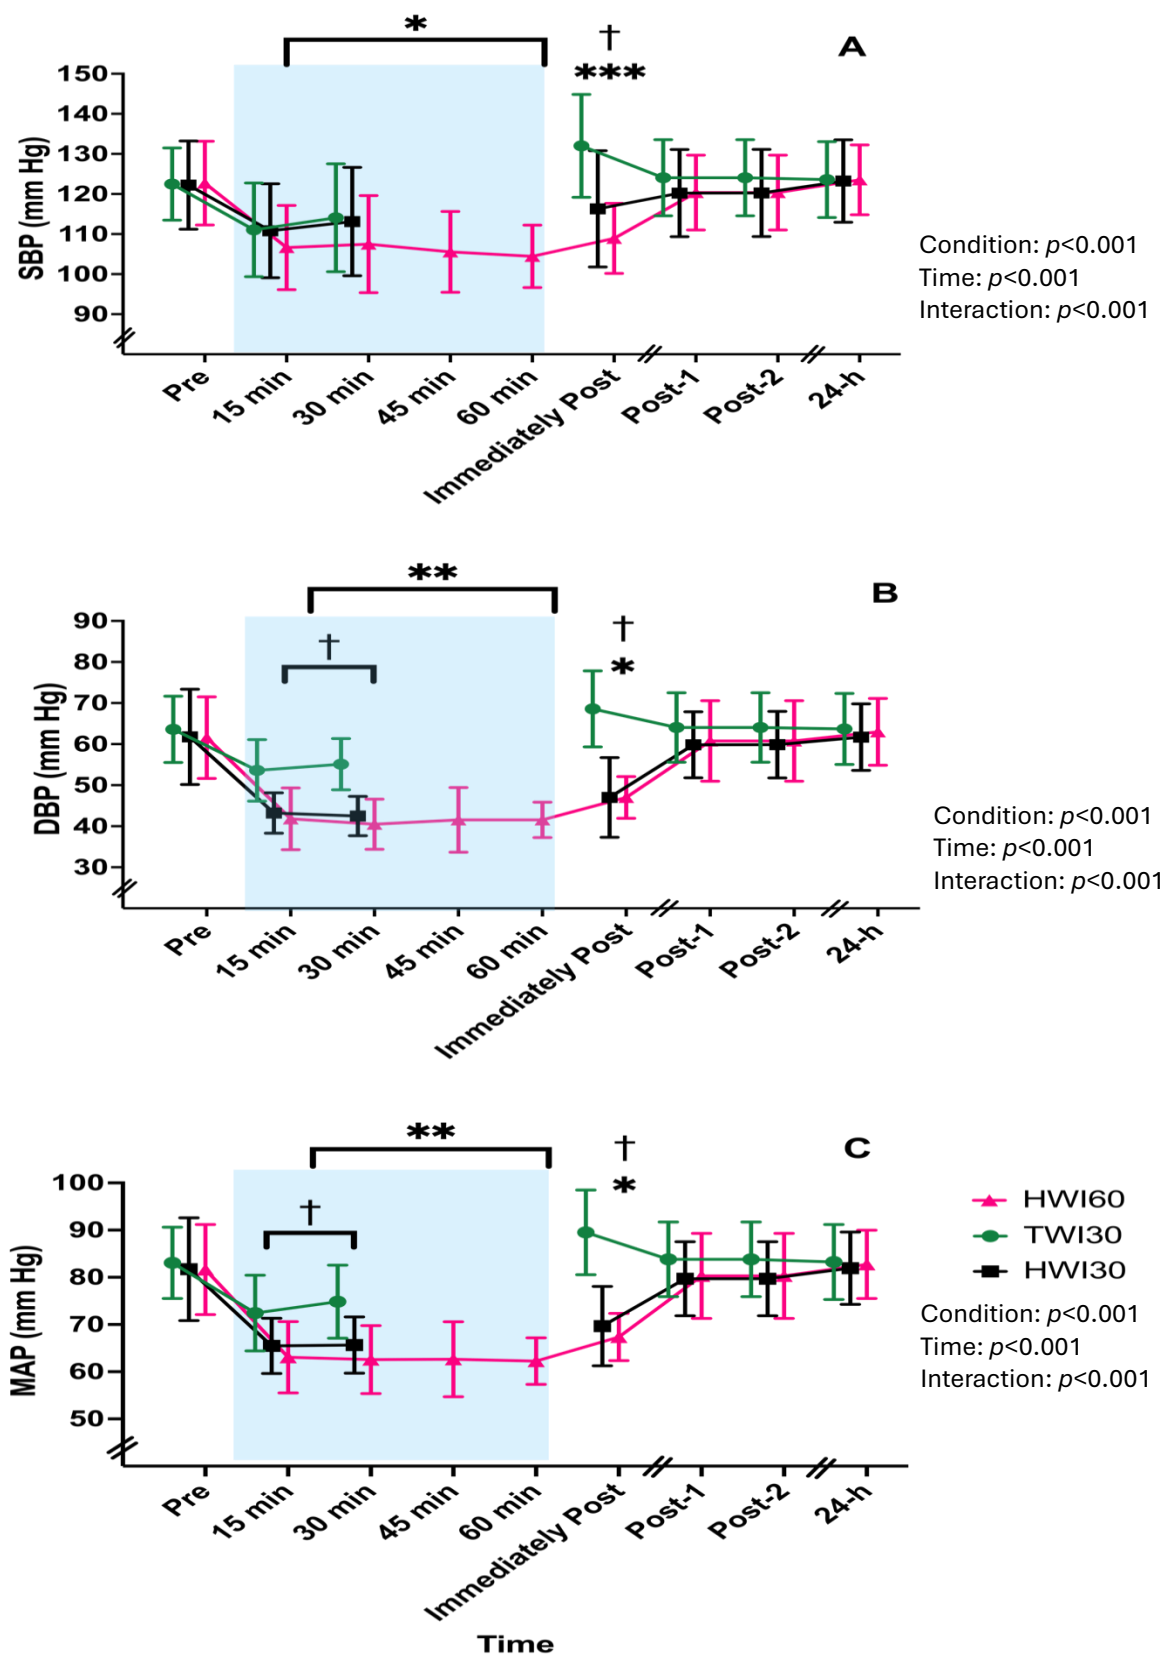 *
†
***
A
150
140
130
120
110
100
90
SBP (mm Hg)
Condition: p<0.001
Time: p<0.001
Interaction: p<0.001
Pre
15 min
30 min
45 min
60 min
Immediately Post
Post-1
Post-2
24-h
**
B
†
†
*
90
80
70
60
50
40
30
DBP (mm Hg)
Condition: p<0.001
Time: p<0.001
Interaction: p<0.001
Pre
15 min
30 min
45 min
60 min
Immediately Post
Post-1
Post-2
24-h
**
C
†
†
*
100
90
80
70
60
50
MAP (mm Hg)
HWI60
TWI30
HWI30
Condition: p<0.001
Time: p<0.001
Interaction: p<0.001
Pre
15 min
30 min
45 min
60 min
Immediately Post
Post-1
Post-2
24-h
Time